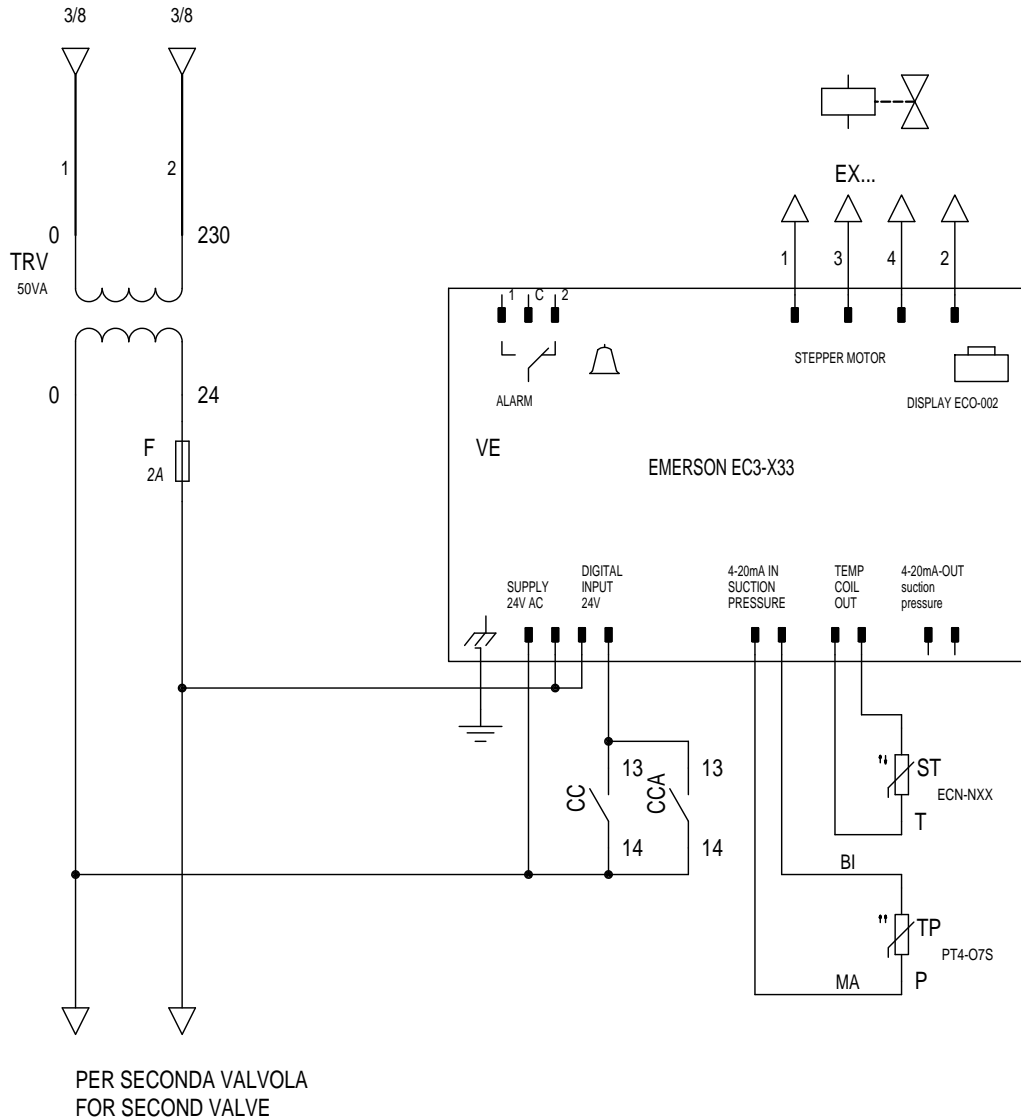 3/8 3/8
1 2
0 230
TRV
50VA
0 24
F
2A
EX...
1 3 4 2
1 C 2
STEPPER MOTOR
ALARM
DISPLAY ECO-002
VE
EMERSON EC3-X33
SUPPLY
24V AC
DIGITAL
INPUT
24V
4-20mA IN
SUCTION
PRESSURE
TEMP
COIL
OUT
4-20mA-OUT
suction
pressure
13 13
CC CCA
14 14
ST
ECN-NXX
T
BI
TP
PT4-O7S
MA P
PER SECONDA VALVOLA
FOR SECOND VALVE